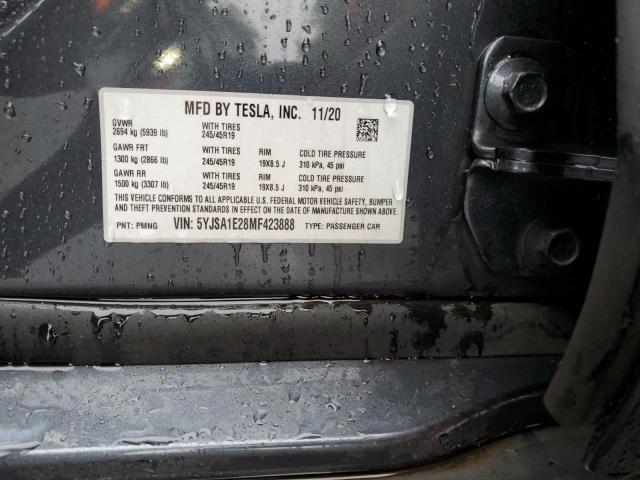 MFD BY TESLA, INC. 11/20
GVWR WITH TIRES
2694 kg (5939 lb) 245/45R19
GAWR FRT WITH TIRES RIM COLD TIRE PRESSURE
1300 kg (2866 lb) 245/45R19 19X8.5 J 310 kPa, 45 psi
GAWR RR WITH TIRES RIM COLD TIRE PRESSURE
1500 kg (3307 lb) 245/45R19 19X8.5 J 310 kPa, 45 psi
THIS VEHICLE CONFORMS TO ALL APPLICABLE U.S. FEDERAL MOTOR VEHICLE SAFETY, BUMPER
AND THEFT PREVENTION STANDARDS IN EFFECT ON THE DATE OF MANUFACTURE SHOWN ABOVE.
PNT: PMNG VIN: 5YJSA1E28MF423888 TYPE: PASSENGER CAR